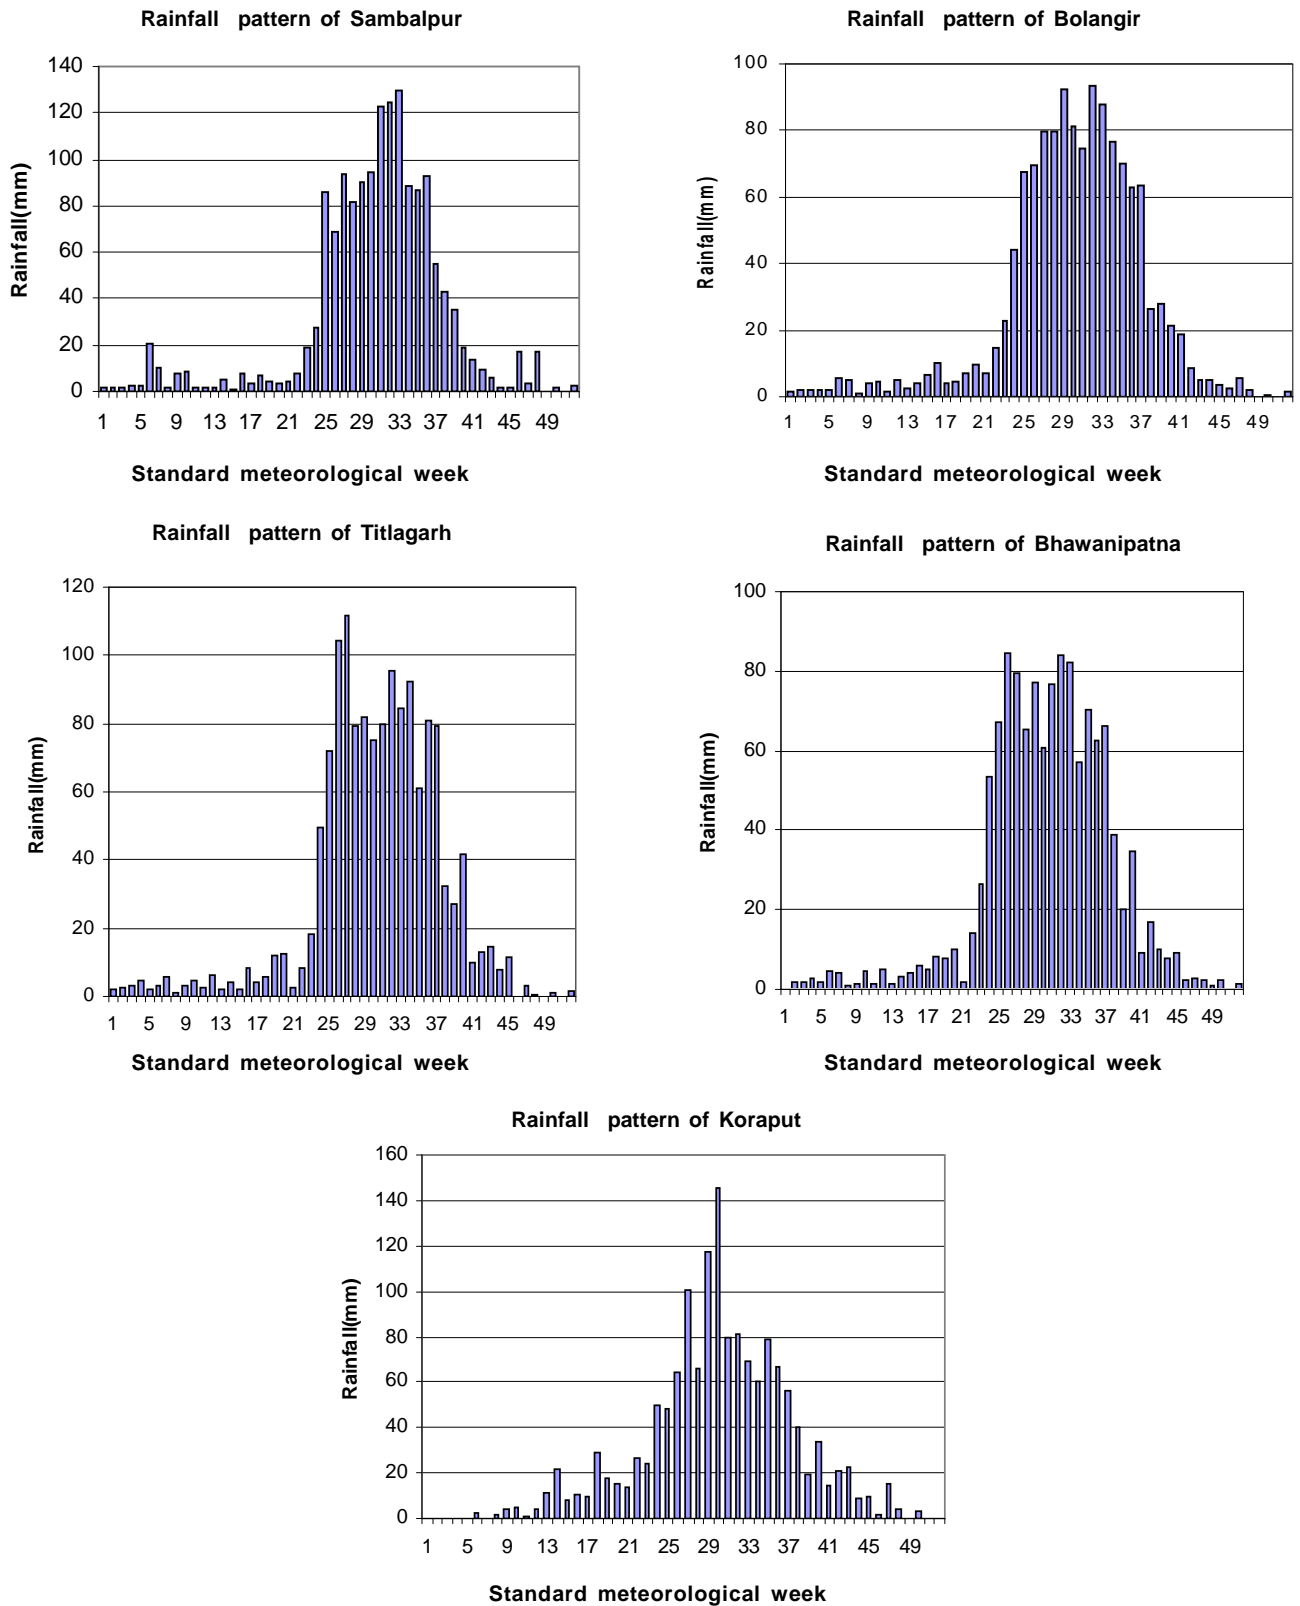 Rainfall pattern of Sambalpur
140
120
100
80
60
40
20
0
Rainfall(mm)
1 5 9 13 17 21 25 29 33 37 41 45 49
Standard meteorological week
Rainfall pattern of Bolangir
100
80
60
40
20
0
Rainfall(mm)
1 5 9 13 17 21 25 29 33 37 41 45 49
Standard meteorological week
Rainfall pattern of Titlagarh
120
100
80
60
40
20
0
Rainfall(mm)
1 5 9 13 17 21 25 29 33 37 41 45 49
Standard meteorological week
Rainfall pattern of Bhawanipatna
100
80
60
40
20
0
Rainfall(mm)
1 5 9 13 17 21 25 29 33 37 41 45 49
Standard meteorological week
Rainfall pattern of Koraput
160
140
120
100
80
60
40
20
0
Rainfall(mm)
1 5 9 13 17 21 25 29 33 37 41 45 49
Standard meteorological week